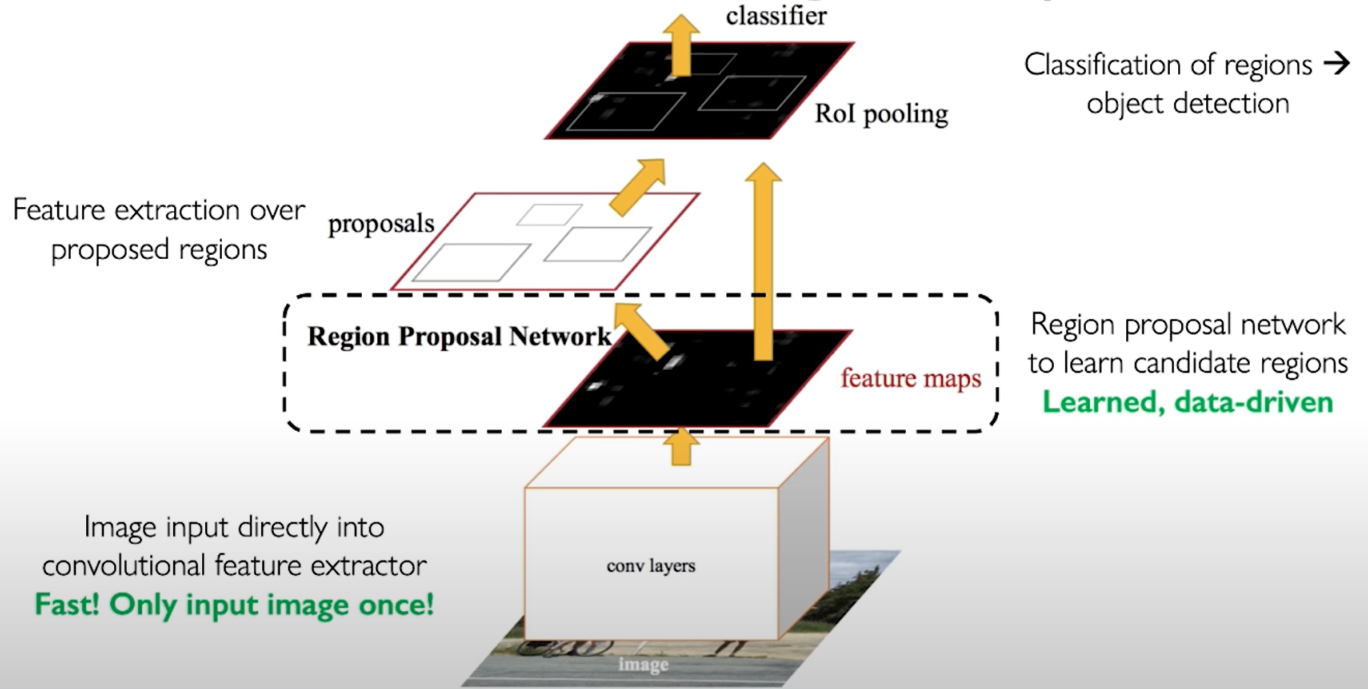 classifier
Classification of regions →
object detection
RoI pooling
Feature extraction over
proposed regions
proposals
Region Proposal Network
Region proposal network
to learn candidate regions
Learned, data-driven
feature maps
Image input directly into
convolutional feature extractor
Fast! Only input image once!
conv layers
image